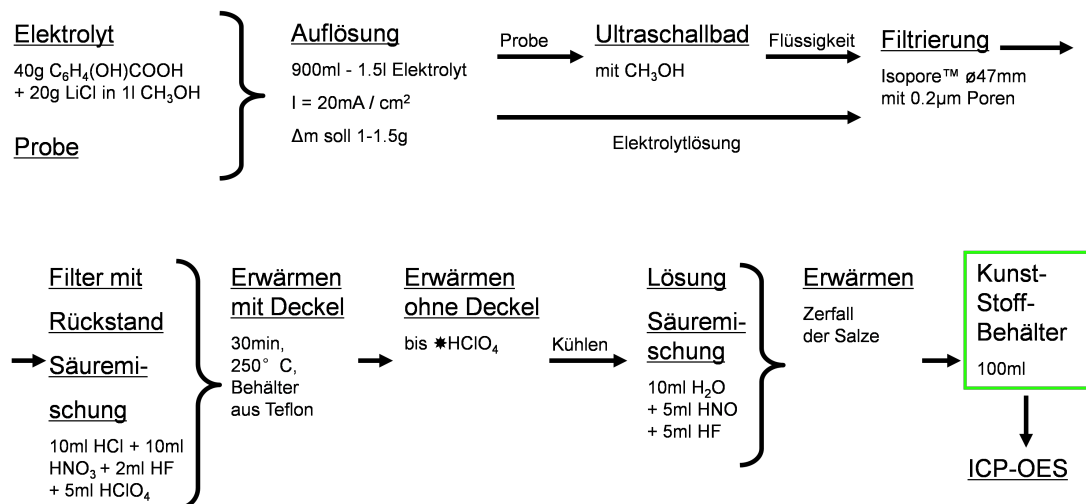 Elektrolyt
40g C₆H₄(OH)COOH
+ 20g LiCl in 1l CH₃OH
Probe
Auflösung
900ml - 1.5l Elektrolyt
I = 20mA / cm²
Δm soll 1-1.5g
Probe
Ultraschallbad
mit CH₃OH
Flüssigkeit
Elektrolytlösung
Filtrierung
Isopore™ ø47mm
mit 0.2µm Poren
Filter mit
Rückstand
Säuremi-
schung
10ml HCl + 10ml
HNO₃ + 2ml HF
+ 5ml HClO₄
Erwärmen
mit Deckel
30min,
250° C,
Behälter
aus Teflon
Erwärmen
ohne Deckel
bis ✷HClO₄
Kühlen
Lösung
Säuremi-
schung
10ml H₂O
+ 5ml HNO
+ 5ml HF
Erwärmen
Zerfall
der Salze
Kunst-
Stoff-
Behälter
100ml
ICP-OES